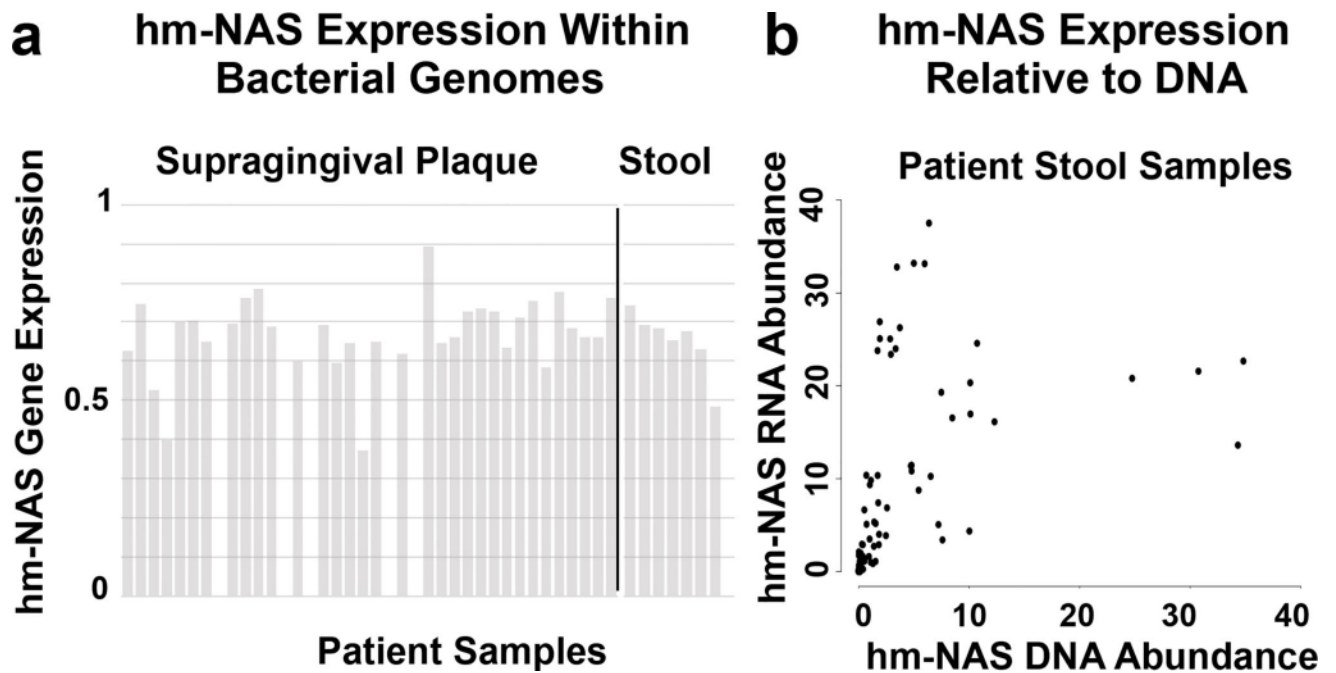 a
hm-NAS Expression Within
Bacterial Genomes
Supragingival Plaque
Stool
hm-NAS Gene Expression
1
0.5
0
Patient Samples
b
hm-NAS Expression
Relative to DNA
Patient Stool Samples
hm-NAS RNA Abundance
40
30
20
10
0
0 10 20 30 40
hm-NAS DNA Abundance